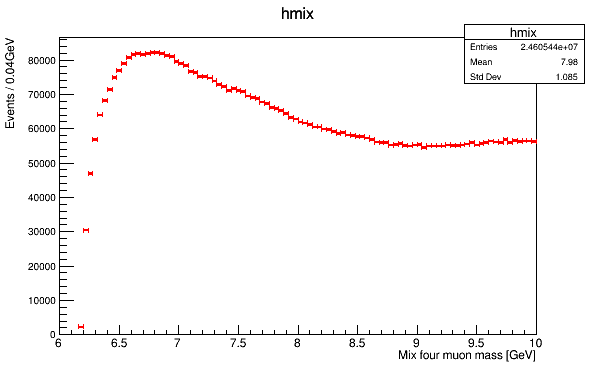 hmix
hmix
Entries 2.460544e+07
Mean 7.98
Std Dev 1.085
Events / 0.04GeV
80000
70000
60000
50000
40000
30000
20000
10000
0
6 6.5 7 7.5 8 8.5 9 9.5 10
Mix four muon mass [GeV]